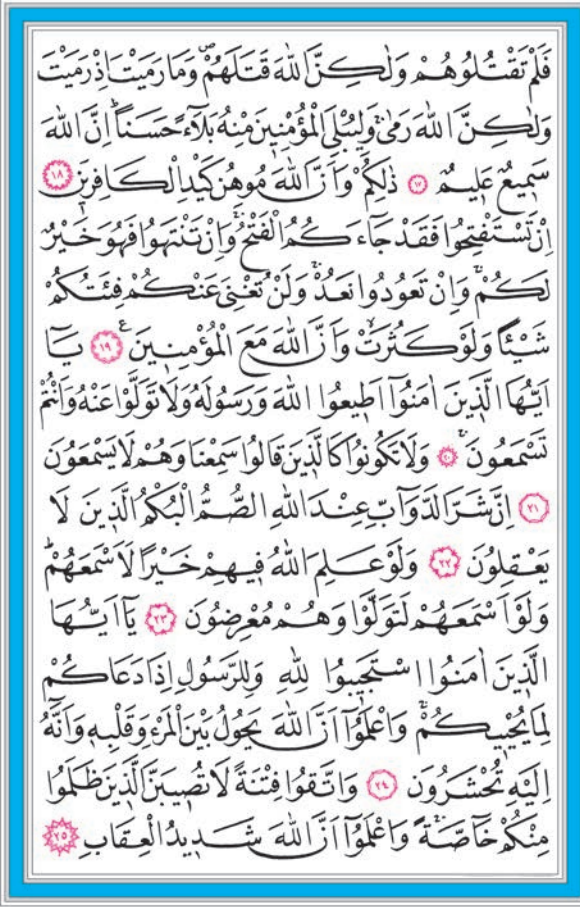 فَلَمْ تَقْتُلُوهُمْ وَلٰكِنَّ اللّٰهَ قَتَلَهُمْۖ وَمَا رَمَيْتَ اِذْ رَمَيْتَ
وَلٰكِنَّ اللّٰهَ رَمٰىۚ وَلِيُبْلِيَ الْمُؤْمِنٖينَ مِنْهُ بَلَٓاءً حَسَناًؕ اِنَّ اللّٰهَ
سَمٖيعٌ عَلٖيمٌ ﴿١٧﴾ ذٰلِكُمْ وَاَنَّ اللّٰهَ مُوهِنُ كَيْدِ الْكَافِرٖينَ ﴿١٨﴾
اِنْ تَسْتَفْتِحُوا فَقَدْ جَٓاءَكُمُ الْفَتْحُۚ وَاِنْ تَنْتَهُوا فَهُوَ خَيْرٌ
لَكُمْۚ وَاِنْ تَعُودُوا نَعُدْۚ وَلَنْ تُغْنِيَ عَنْكُمْ فِئَتُكُمْ
شَيْـٔاً وَلَوْ كَثُرَتْۙ وَاَنَّ اللّٰهَ مَعَ الْمُؤْمِنٖينَࣖ ﴿١٩﴾ يَٓا
اَيُّهَا الَّذٖينَ اٰمَنُٓوا اَطٖيعُوا اللّٰهَ وَرَسُولَهُ وَلَا تَوَلَّوْا عَنْهُ وَاَنْتُمْ
تَسْمَعُونَۚ ﴿٢٠﴾ وَلَا تَكُونُوا كَالَّذٖينَ قَالُوا سَمِعْنَا وَهُمْ لَا يَسْمَعُونَ
﴿٢١﴾ اِنَّ شَرَّ الدَّوَٓابِّ عِنْدَ اللّٰهِ الصُّمُّ الْبُكْمُ الَّذٖينَ لَا
يَعْقِلُونَ ﴿٢٢﴾ وَلَوْ عَلِمَ اللّٰهُ فٖيهِمْ خَيْراً لَاَسْمَعَهُمْؕ
وَلَوْ اَسْمَعَهُمْ لَتَوَلَّوْا وَهُمْ مُعْرِضُونَ ﴿٢٣﴾ يَٓا اَيُّهَا
الَّذٖينَ اٰمَنُوا اسْتَجٖيبُوا لِلّٰهِ وَلِلرَّسُولِ اِذَا دَعَاكُمْ
لِمَا يُحْيٖيكُمْۚ وَاعْلَمُٓوا اَنَّ اللّٰهَ يَحُولُ بَيْنَ الْمَرْءِ وَقَلْبِهٖ وَاَنَّهُٓ
اِلَيْهِ تُحْشَرُونَ ﴿٢٤﴾ وَاتَّقُوا فِتْنَةً لَا تُصٖيبَنَّ الَّذٖينَ ظَلَمُوا
مِنْكُمْ خَٓاصَّةًۚ وَاعْلَمُٓوا اَنَّ اللّٰهَ شَدٖيدُ الْعِقَابِ ﴿٢٥﴾